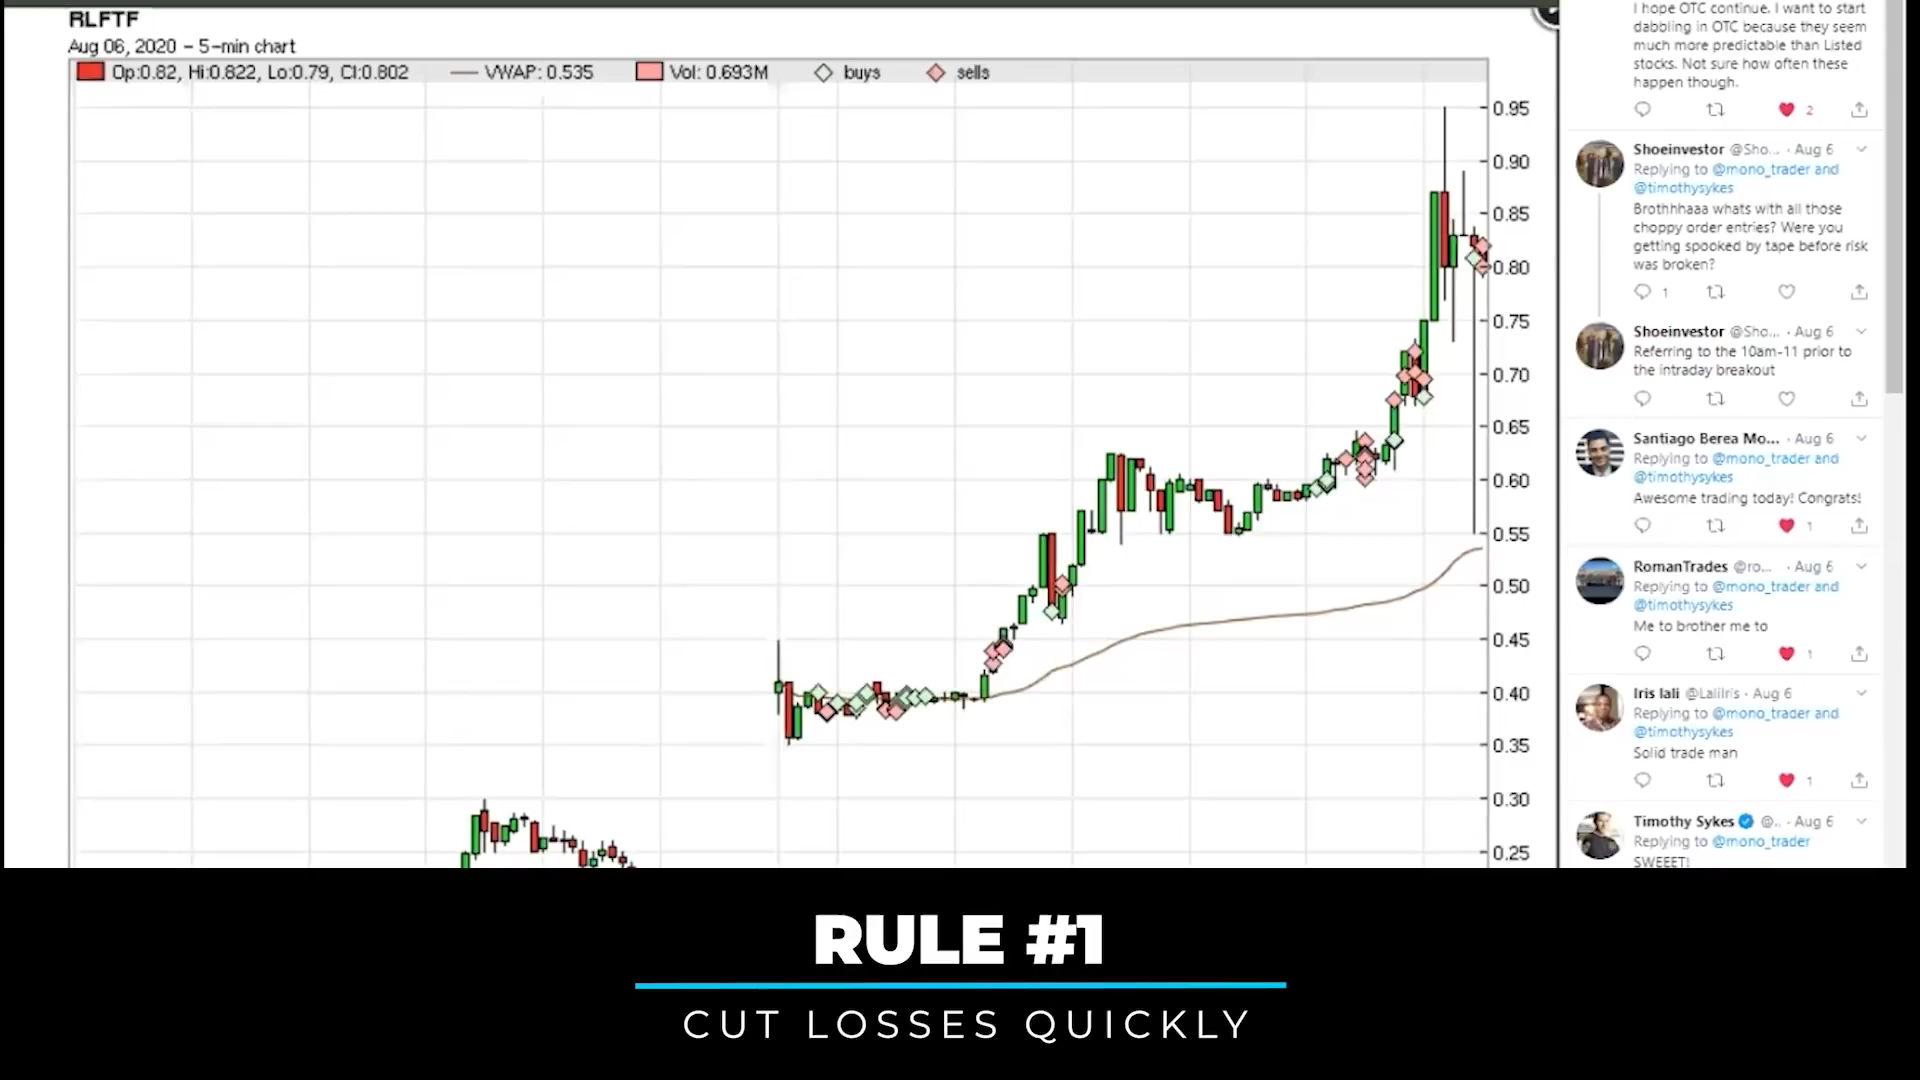 RLFTF
Aug 06, 2020 - 5-min chart
Op:0.82, Hi:0.822, Lo:0.79, Cl:0.802 VWAP: 0.535 Vol: 0.693M buys sells
0.95
0.90
0.85
0.80
0.75
0.70
0.65
0.60
0.55
0.50
0.45
0.40
0.35
0.30
0.25
I hope OTC continue. I want to start
dabbling in OTC because they seem
much more predictable than Listed
stocks. Not sure how often these
happen though.
2
Shoeinvestor @Sho... · Aug 6
Replying to @mono_trader and
@timothysykes
Brothhhaaa whats with all those
choppy order entries? Were you
getting spooked by tape before risk
was broken?
1
Shoeinvestor @Sho... · Aug 6
Referring to the 10am-11 prior to
the intraday breakout
Santiago Berea Mo... · Aug 6
Replying to @mono_trader and
@timothysykes
Awesome trading today! Congrats!
1
RomanTrades @ro... · Aug 6
Replying to @mono_trader and
@timothysykes
Me to brother me to
1
Iris lali @LaliIris · Aug 6
Replying to @mono_trader and
@timothysykes
Solid trade man
1
Timothy Sykes @.. · Aug 6
Replying to @mono_trader
SWEEET!
RULE #1
CUT LOSSES QUICKLY